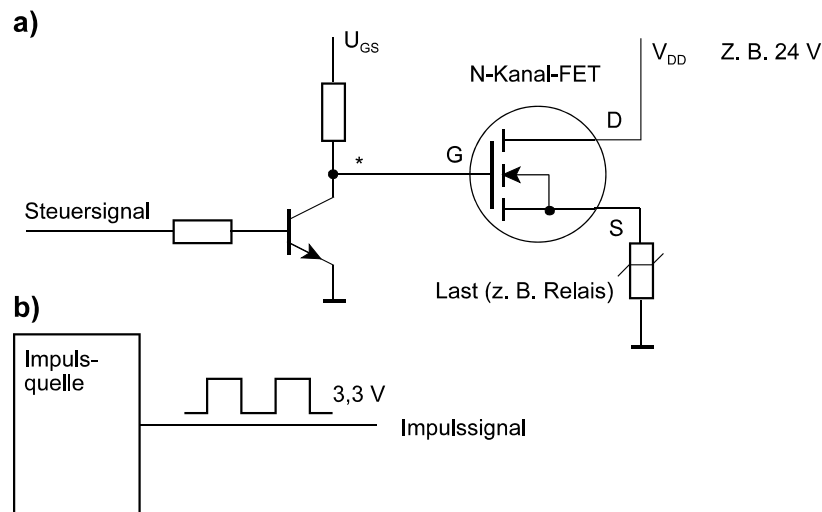 a)
U_GS
V_DD
Z. B. 24 V
N-Kanal-FET
D
G
*
Steuersignal
S
Last (z. B. Relais)
b)
Impuls-
quelle
3,3 V
Impulssignal